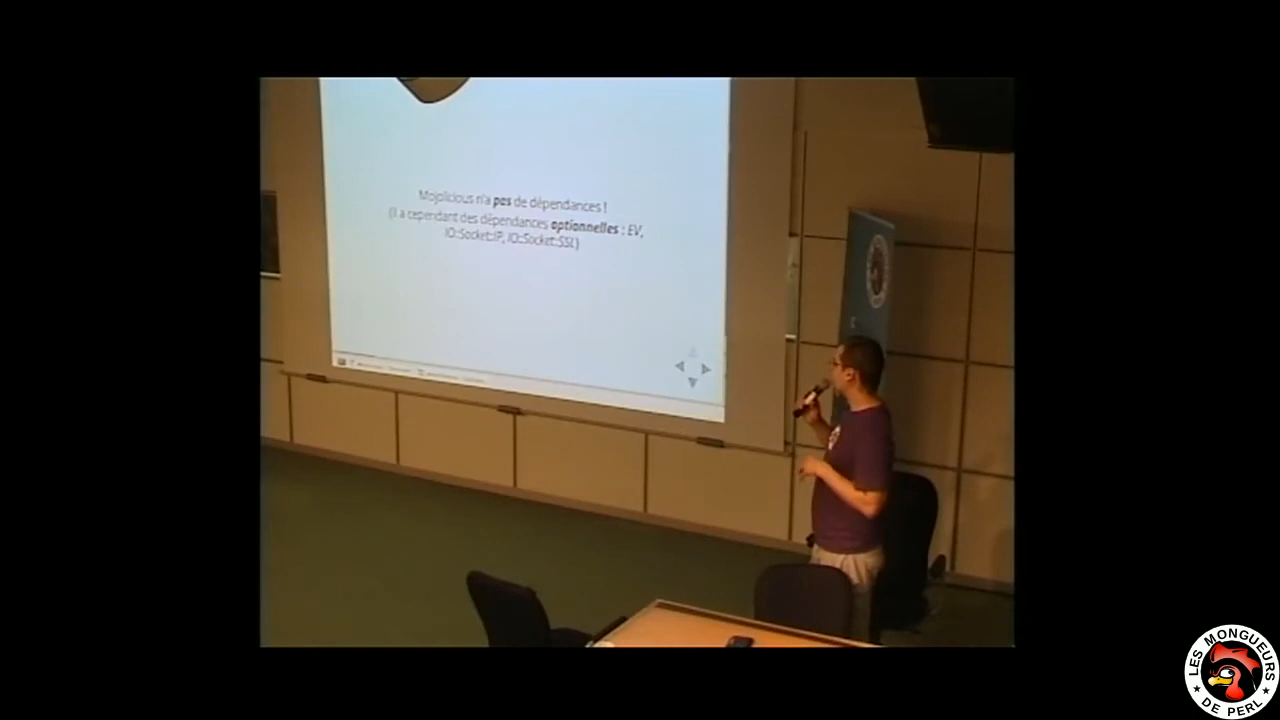 Mojolicious n'a pas de dépendances !
(Il a cependant des dépendances optionnelles : EV,
IO::Socket::IP, IO::Socket::SSL)
LES MONGUEURS
DE PERL